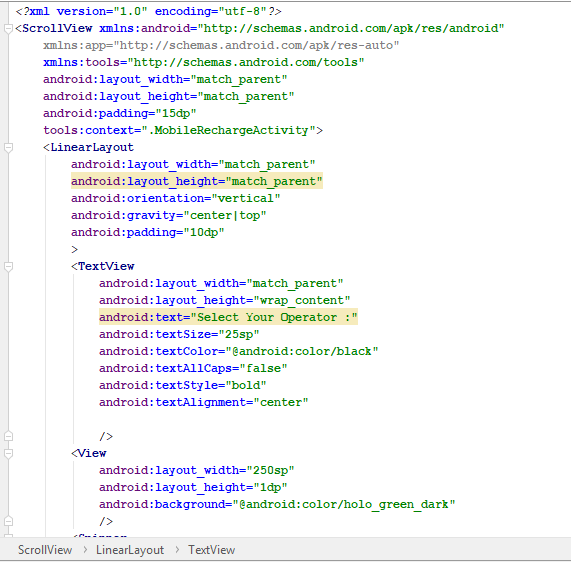 <?xml version="1.0" encoding="utf-8"?>
<ScrollView xmlns:android="http://schemas.android.com/apk/res/android"
    xmlns:app="http://schemas.android.com/apk/res-auto"
    xmlns:tools="http://schemas.android.com/tools"
    android:layout_width="match_parent"
    android:layout_height="match_parent"
    android:padding="15dp"
    tools:context=".MobileRechargeActivity">
    <LinearLayout
        android:layout_width="match_parent"
        android:layout_height="match_parent"
        android:orientation="vertical"
        android:gravity="center|top"
        android:padding="10dp"
        >
        <TextView
            android:layout_width="match_parent"
            android:layout_height="wrap_content"
            android:text="Select Your Operator :"
            android:textSize="25sp"
            android:textColor="@android:color/black"
            android:textAllCaps="false"
            android:textStyle="bold"
            android:textAlignment="center"
            />
        <View
            android:layout_width="250sp"
            android:layout_height="1dp"
            android:background="@android:color/holo_green_dark"
            />
        <Spinner
ScrollView > LinearLayout > TextView